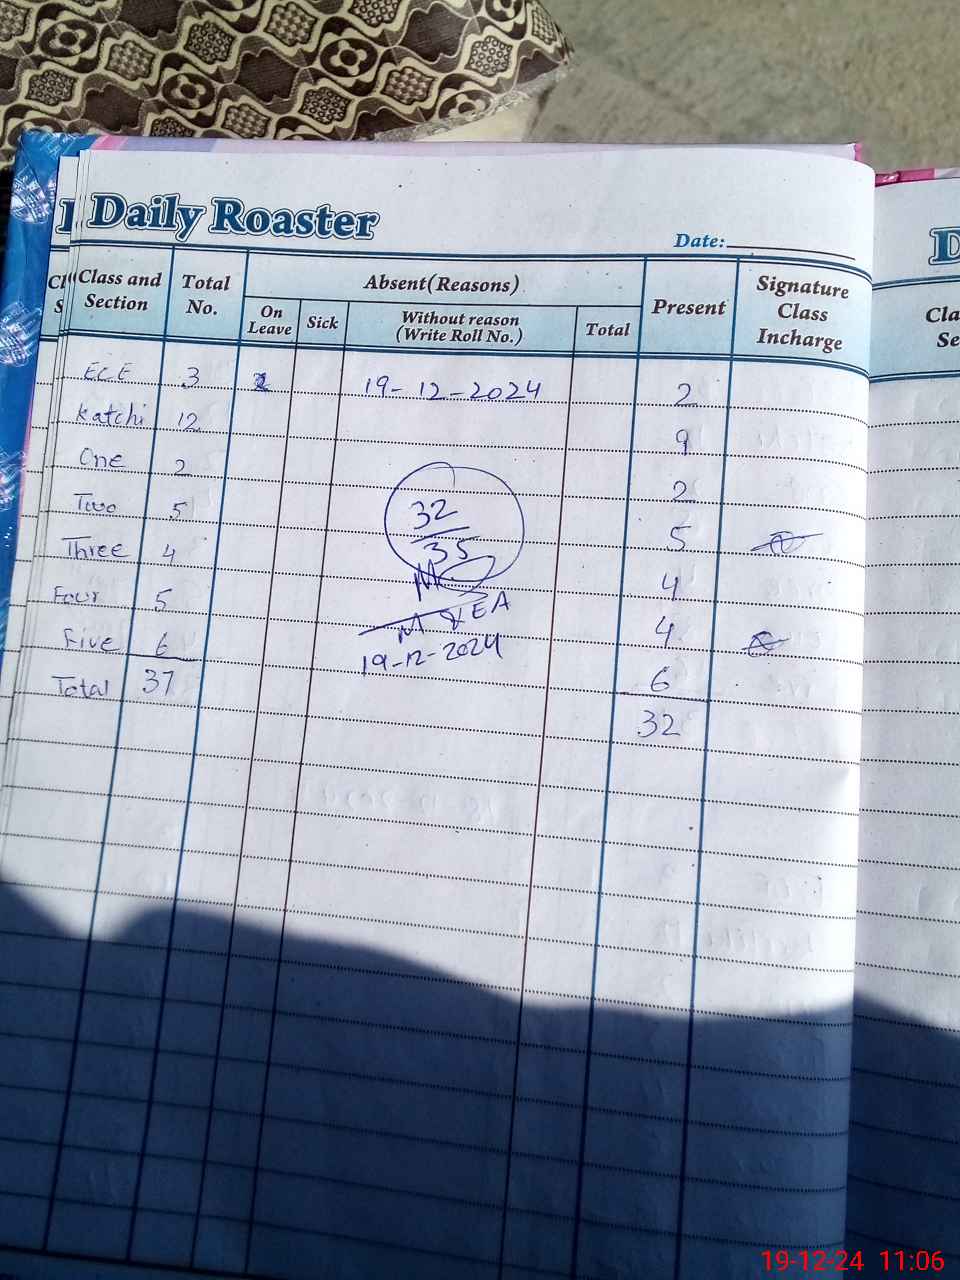 Daily Roaster
Date:
Class and Section Total No. Absent(Reasons) Present Signature Class Incharge
On Leave Sick Without reason (Write Roll No.) Total
ECE 3 19-12-2024 2
Katchi 12 9
One 2 2
Two 5 5
Three 4 4
Four 5 4
Five 6 6
Total 37 32
32
35
M&EA
19-12-2024
D
Cla
Se
19-12-24 11:06